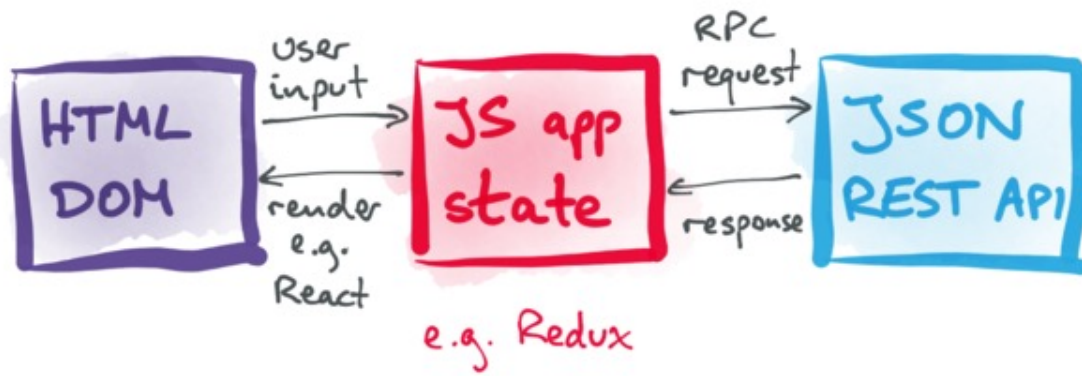 HTML
DOM
user
input
render
e.g.
React
JS app
state
e.g. Redux
RPC
request
response
JSON
REST API